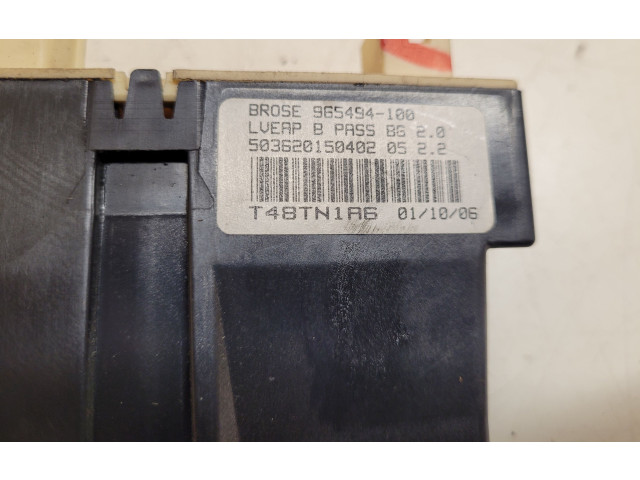 BROSE 965494-100
LVEAP B PASS BG 2.0
503620150402 05 2.2
T48TN1A6 01/10/06